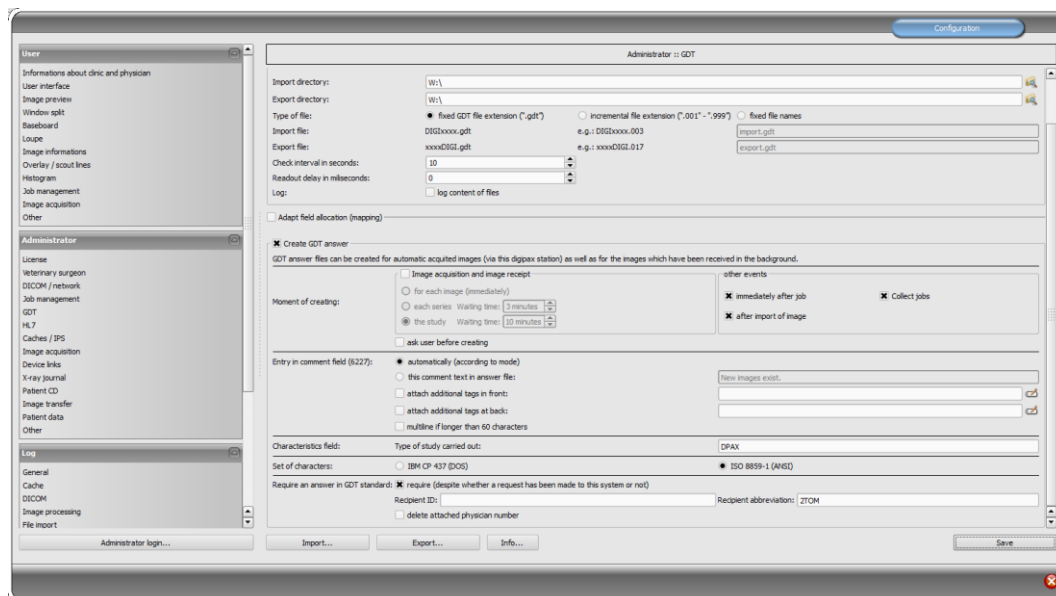 Configuration
User
Informations about clinic and physician
User interface
Image preview
Window split
Baseboard
Loupe
Image informations
Overlay / scout lines
Histogram
Job management
Image acquisition
Other
Administrator
License
Veterinary surgeon
DICOM / network
Job management
GDT
HL7
Caches / IPS
Image acquisition
Device links
X-ray journal
Patient CD
Image transfer
Patient data
Other
Log
General
Cache
DICOM
Image processing
File import
Administrator login...
Administrator :: GDT
Import directory: W:\
Export directory: W:\
Type of file: fixed GDT file extension (".gdt") incremental file extension (".001" - ".999") fixed file names
Import file: DIGIxxxx.gdt e.g.: DIGIxxxx.003 import.gdt
Export file: xxxxDIGI.gdt e.g.: xxxxDIGI.017 export.gdt
Check interval in seconds: 10
Readout delay in miliseconds: 0
Log: log content of files
Adapt field allocation (mapping)
Create GDT answer
GDT answer files can be created for automatic acquited images (via this digipax station) as well as for the images which have been received in the background.
Image acquisition and image receipt other events
for each image (immediately)
Moment of creating: each series Waiting time: 3 minutes immediately after job Collect jobs
the study Waiting time: 10 minutes after import of image
ask user before creating
Entry in comment field (6227): automatically (according to mode)
this comment text in answer file: New images exist.
attach additional tags in front:
attach additional tags at back:
multiline if longer than 60 characters
Characteristics field: Type of study carried out: DPAX
Set of characters: IBM CP 437 (DOS) ISO 8859-1 (ANSI)
Require an answer in GDT standard: require (despite whether a request has been made to this system or not)
Recipient ID: Recipient abbreviation: 2TOM
delete attached physician number
Import... Export... Info... Save